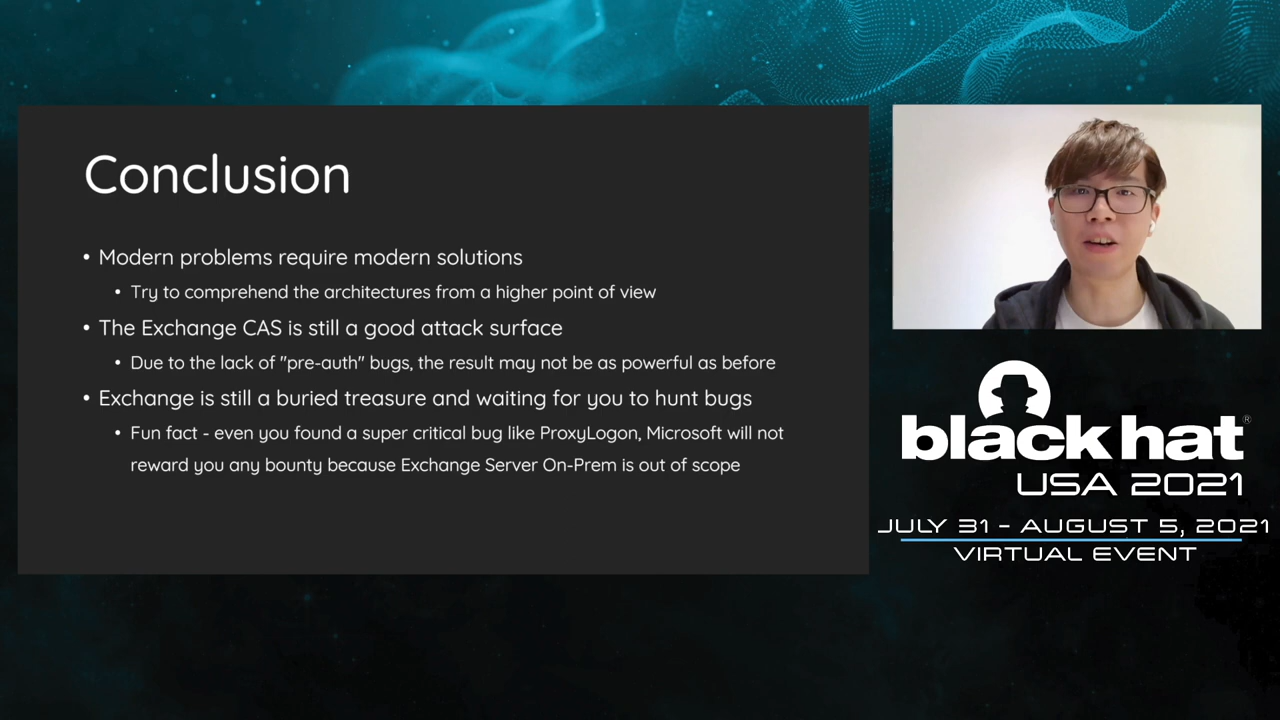 Conclusion
• Modern problems require modern solutions
• Try to comprehend the architectures from a higher point of view
• The Exchange CAS is still a good attack surface
• Due to the lack of "pre-auth" bugs, the result may not be as powerful as before
• Exchange is still a buried treasure and waiting for you to hunt bugs
• Fun fact - even you found a super critical bug like ProxyLogon, Microsoft will not
reward you any bounty because Exchange Server On-Prem is out of scope
black hat®
USA 2021
JULY 31 - AUGUST 5, 2021
VIRTUAL EVENT